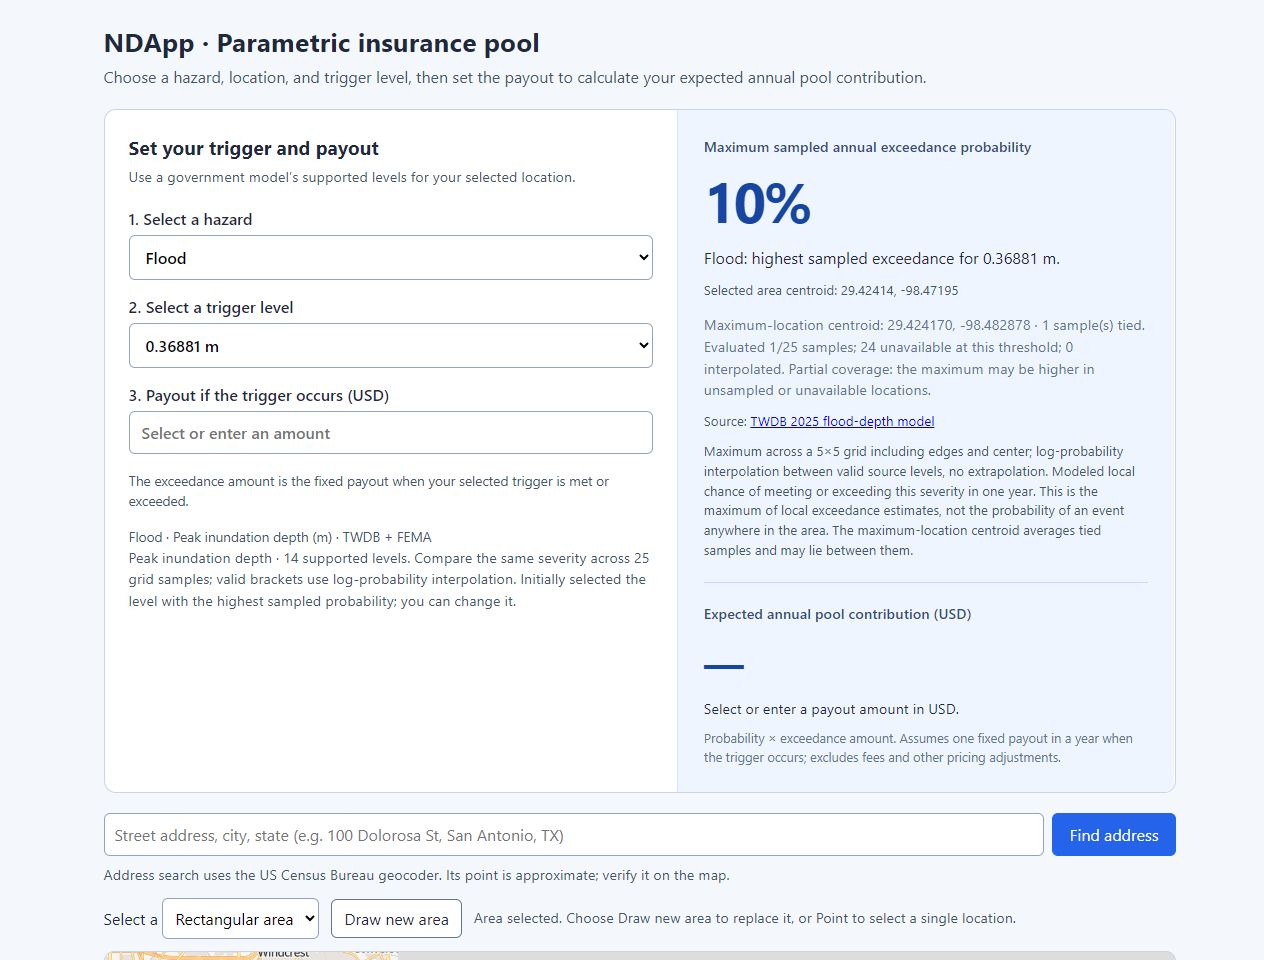 NDApp · Parametric insurance pool
Choose a hazard, location, and trigger level, then set the payout to calculate your expected annual pool contribution.
Set your trigger and payout
Use a government model's supported levels for your selected location.
1. Select a hazard
Flood
2. Select a trigger level
0.36881 m
3. Payout if the trigger occurs (USD)
Select or enter an amount
The exceedance amount is the fixed payout when your selected trigger is met or
exceeded.
Flood · Peak inundation depth (m) · TWDB + FEMA
Peak inundation depth · 14 supported levels. Compare the same severity across 25
grid samples; valid brackets use log-probability interpolation. Initially selected the
level with the highest sampled probability; you can change it.
Maximum sampled annual exceedance probability
10%
Flood: highest sampled exceedance for 0.36881 m.
Selected area centroid: 29.42414, -98.47195
Maximum-location centroid: 29.424170, -98.482878 · 1 sample(s) tied.
Evaluated 1/25 samples; 24 unavailable at this threshold; 0
interpolated. Partial coverage: the maximum may be higher in
unsampled or unavailable locations.
Source: TWDB 2025 flood-depth model
Maximum across a 5×5 grid including edges and center; log-probability
interpolation between valid source levels, no extrapolation. Modeled local
chance of meeting or exceeding this severity in one year. This is the
maximum of local exceedance estimates, not the probability of an event
anywhere in the area. The maximum-location centroid averages tied
samples and may lie between them.
Expected annual pool contribution (USD)
—
Select or enter a payout amount in USD.
Probability × exceedance amount. Assumes one fixed payout in a year when
the trigger occurs; excludes fees and other pricing adjustments.
Street address, city, state (e.g. 100 Dolorosa St, San Antonio, TX)
Find address
Address search uses the US Census Bureau geocoder. Its point is approximate; verify it on the map.
Select a
Rectangular area
Draw new area
Area selected. Choose Draw new area to replace it, or Point to select a single location.
Windcrest